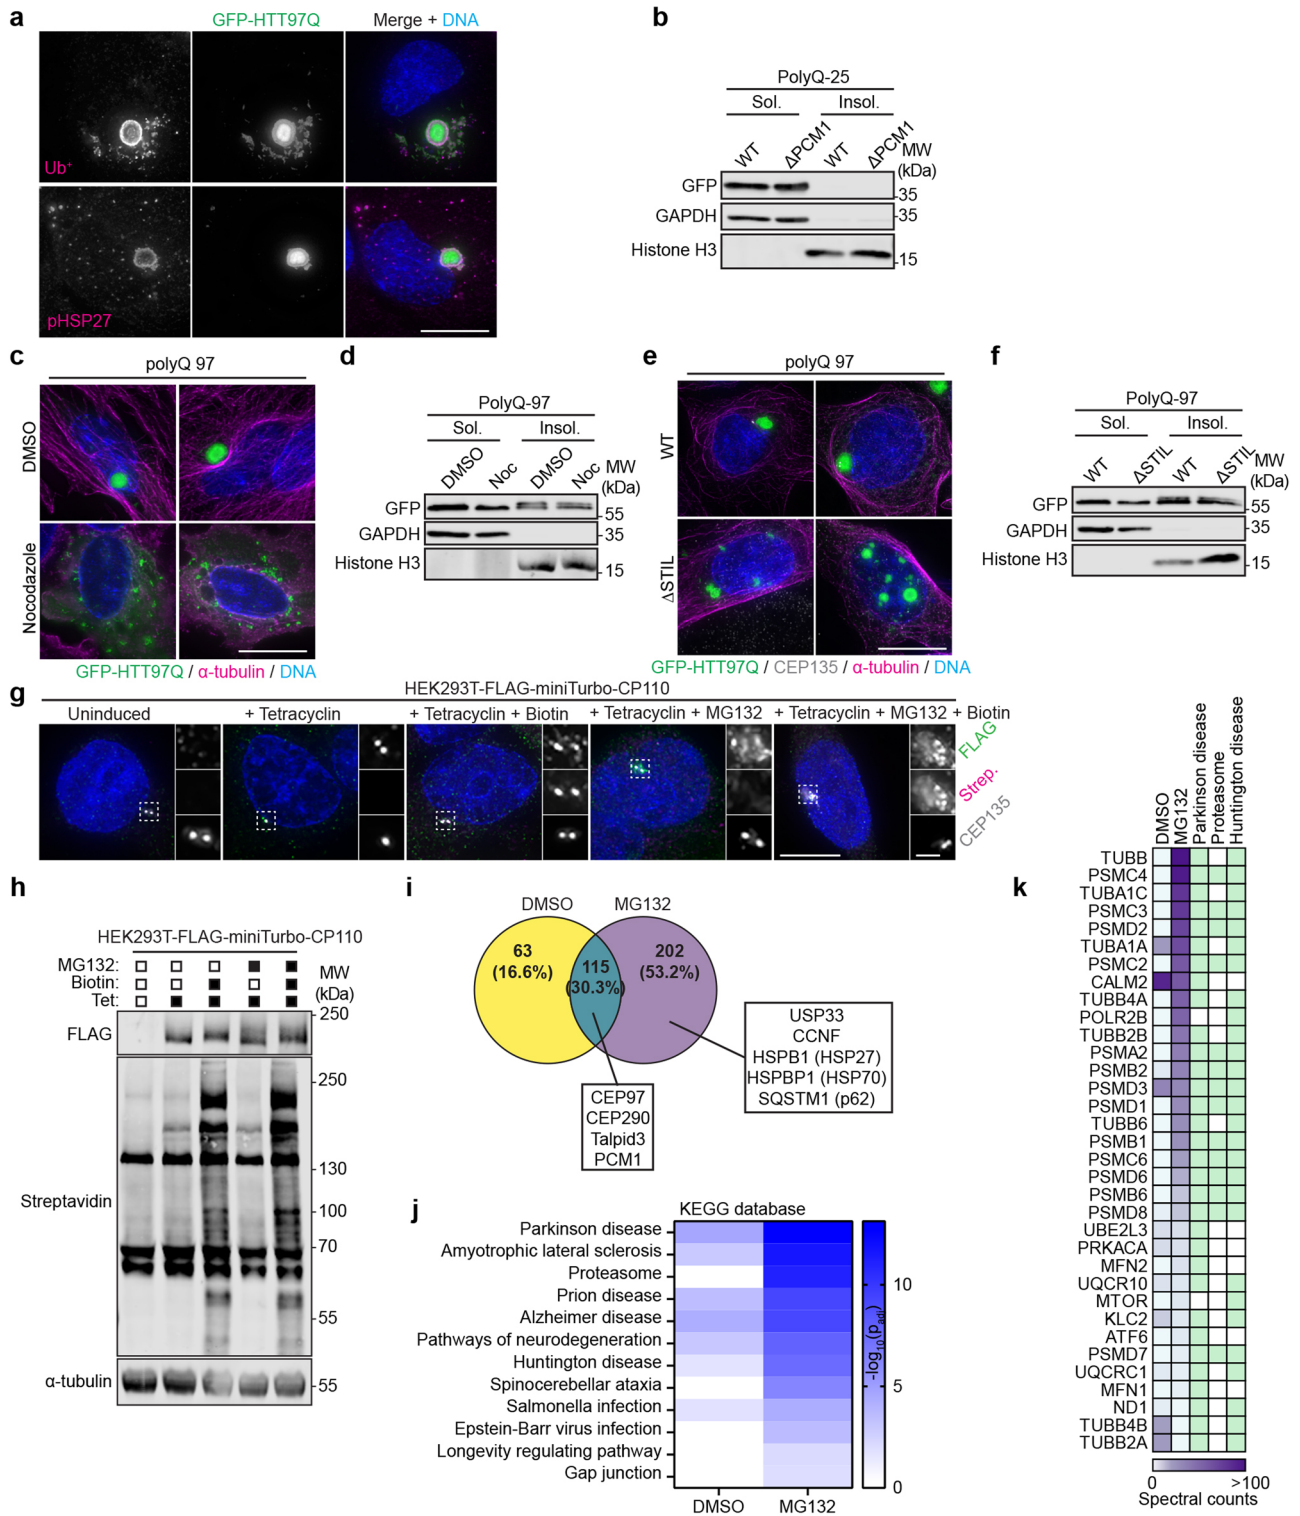 a
GFP-HTT97Q
Merge + DNA
Ub⁺
pHSP27
b
PolyQ-25
Sol.
Insol.
WT
ΔPCM1
WT
ΔPCM1
MW
(kDa)
GFP
35
GAPDH
35
Histone H3
15
c
polyQ 97
DMSO
Nocodazole
GFP-HTT97Q / α-tubulin / DNA
d
PolyQ-97
Sol.
Insol.
DMSO
Noc
DMSO
Noc
MW
(kDa)
GFP
55
GAPDH
35
Histone H3
15
e
polyQ 97
WT
ΔSTIL
GFP-HTT97Q / CEP135 / α-tubulin / DNA
f
PolyQ-97
Sol.
Insol.
WT
ΔSTIL
WT
ΔSTIL
MW
(kDa)
GFP
55
GAPDH
35
Histone H3
15
g
HEK293T-FLAG-miniTurbo-CP110
Uninduced
+ Tetracyclin
+ Tetracyclin + Biotin
+ Tetracyclin + MG132
+ Tetracyclin + MG132 + Biotin
FLAG
Strep.
CEP135
h
HEK293T-FLAG-miniTurbo-CP110
MG132:
Biotin:
Tet:
MW
(kDa)
250
FLAG
250
130
Streptavidin
100
70
55
α-tubulin
55
i
DMSO
MG132
63
(16.6%)
115
(30.3%)
202
(53.2%)
CEP97
CEP290
Talpid3
PCM1
USP33
CCNF
HSPB1 (HSP27)
HSPBP1 (HSP70)
SQSTM1 (p62)
j
KEGG database
Parkinson disease
Amyotrophic lateral sclerosis
Proteasome
Prion disease
Alzheimer disease
Pathways of neurodegeneration
Huntington disease
Spinocerebellar ataxia
Salmonella infection
Epstein-Barr virus infection
Longevity regulating pathway
Gap junction
DMSO
MG132
10
5
0
-log10(padj)
k
DMSO
MG132
Parkinson disease
Proteasome
Huntington disease
TUBB
PSMC4
TUBA1C
PSMC3
PSMD2
TUBA1A
PSMC2
CALM2
TUBB4A
POLR2B
TUBB2B
PSMA2
PSMB2
PSMD3
PSMD1
TUBB6
PSMB1
PSMC6
PSMD6
PSMB6
PSMD8
UBE2L3
PRKACA
MFN2
UQCR10
MTOR
KLC2
ATF6
PSMD7
UQCRC1
MFN1
ND1
TUBB4B
TUBB2A
0
>100
Spectral counts